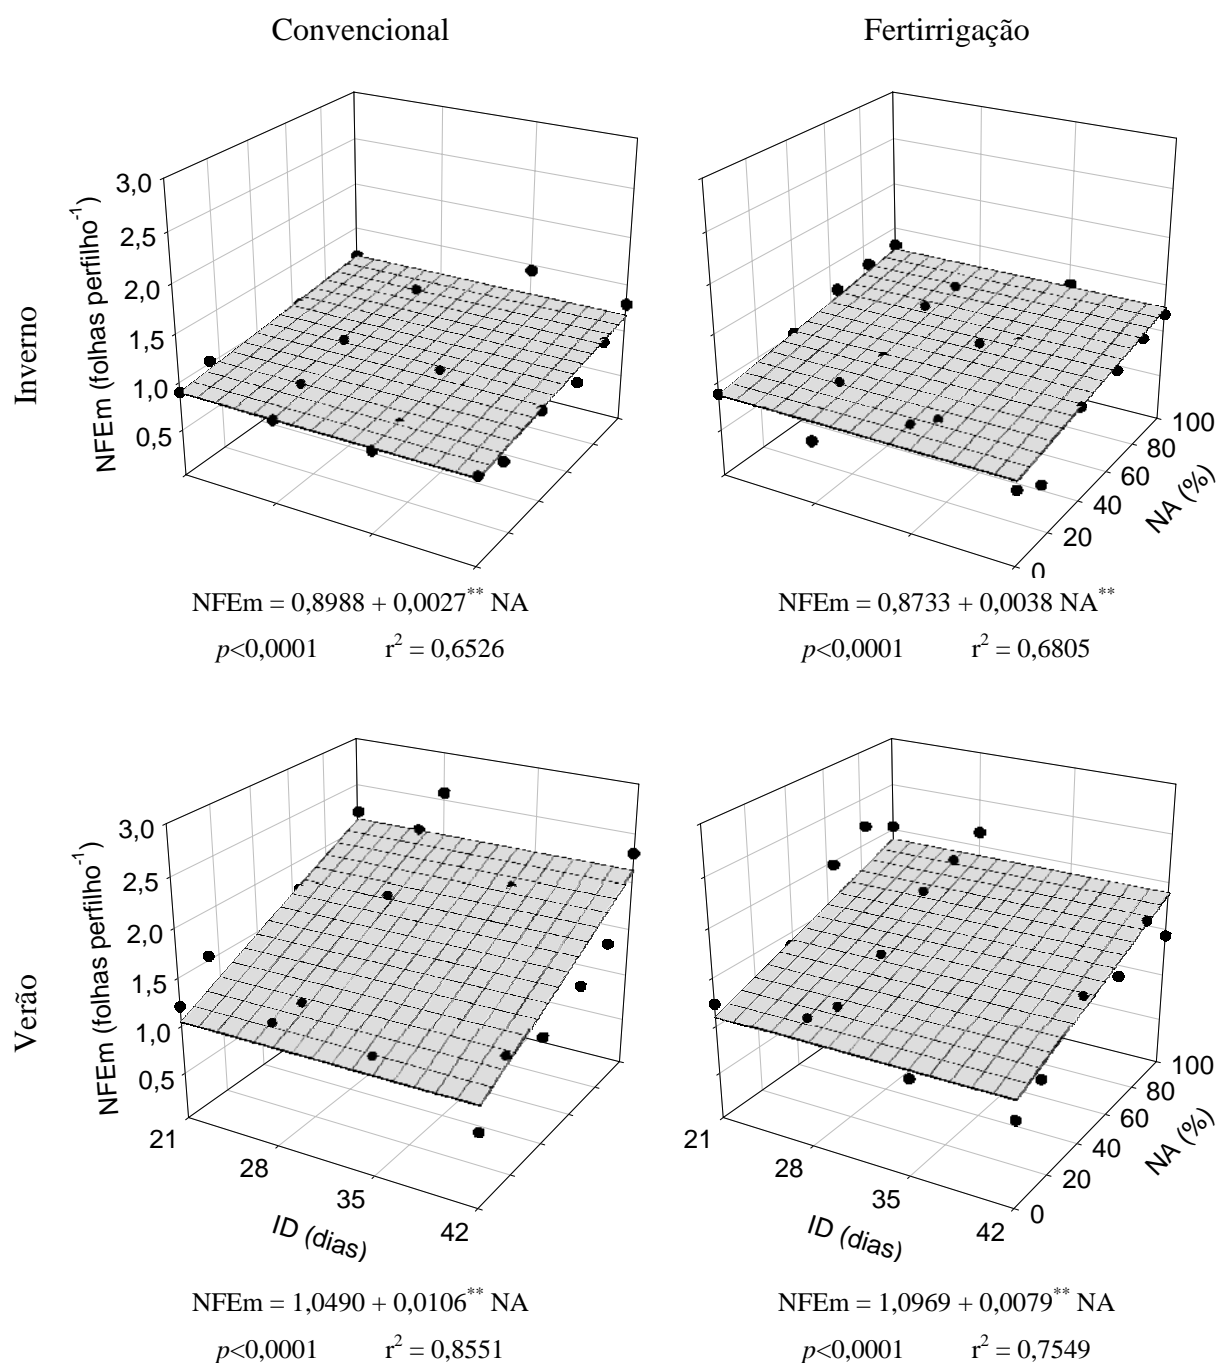 Convencional
Fertirrigação
Inverno
NFEm (folhas perfilho⁻¹)
3,0
2,5
2,0
1,5
1,0
0,5
100
80
60
40
20
0
NA (%)
NFEm = 0,8988 + 0,0027** NA
p<0,0001 r² = 0,6526
NFEm = 0,8733 + 0,0038 NA**
p<0,0001 r² = 0,6805
Verão
NFEm (folhas perfilho⁻¹)
3,0
2,5
2,0
1,5
1,0
0,5
21
28
35
42
ID (dias)
21
28
35
42
ID (dias)
100
80
60
40
20
0
NA (%)
NFEm = 1,0490 + 0,0106** NA
p<0,0001 r² = 0,8551
NFEm = 1,0969 + 0,0079** NA
p<0,0001 r² = 0,7549